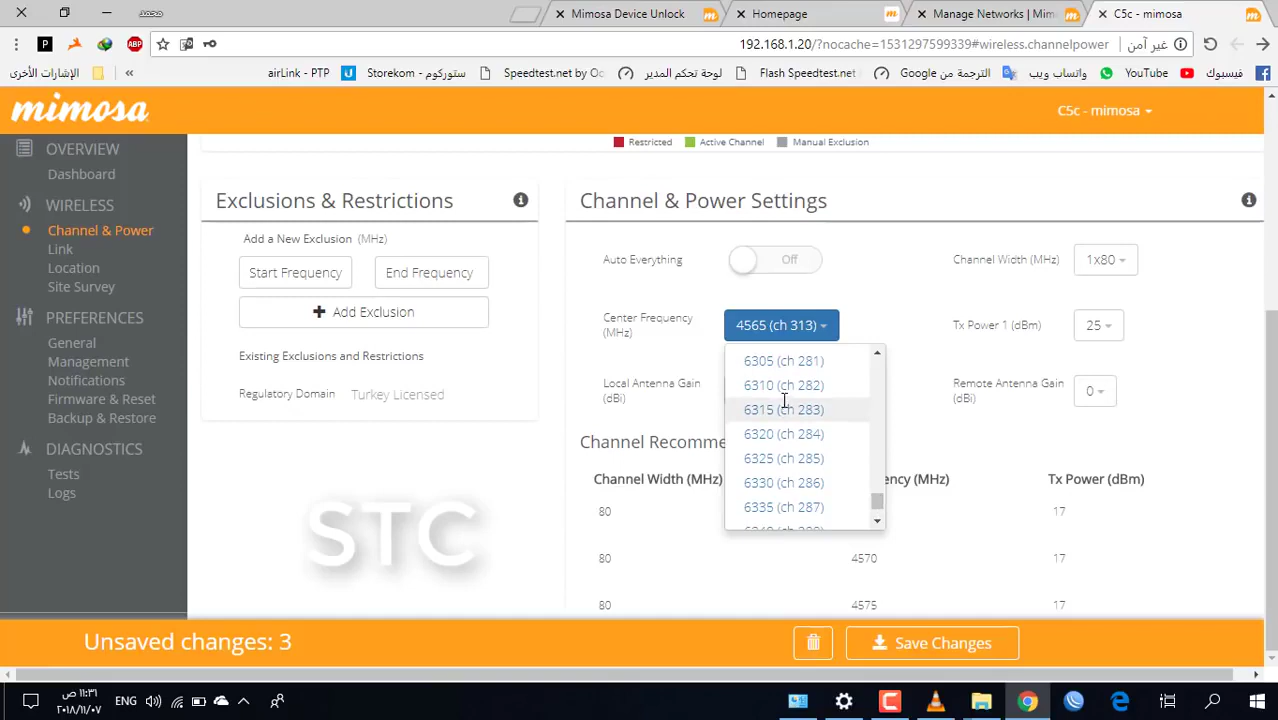 محمد
Mimosa Device Unlock
Homepage
Manage Networks | Mim
C5c - mimosa
192.168.1.20/?nocache=1531297599339#wireless.channelpower
غير آمن
الإشارات الأخرى
»
airLink - PTP
ستوركوم - Storekom
Speedtest.net by Oo
لوحة تحكم المدير
Flash Speedtest.net
الترجمة من Google
واتساب ويب
YouTube
فيسبوك
mimosa
C5c - mimosa
OVERVIEW
Dashboard
WIRELESS
Channel & Power
Link
Location
Site Survey
PREFERENCES
General
Management
Notifications
Firmware & Reset
Backup & Restore
DIAGNOSTICS
Tests
Logs
Restricted
Active Channel
Manual Exclusion
Exclusions & Restrictions
Add a New Exclusion (MHz)
Start Frequency
End Frequency
Add Exclusion
Existing Exclusions and Restrictions
Regulatory Domain Turkey Licensed
STC
Channel & Power Settings
Auto Everything Off
Channel Width (MHz) 1x80
Center Frequency (MHz) 4565 (ch 313)
Tx Power 1 (dBm) 25
Local Antenna Gain (dBi)
Remote Antenna Gain (dBi) 0
6305 (ch 281)
6310 (ch 282)
6315 (ch 283)
6320 (ch 284)
6325 (ch 285)
6330 (ch 286)
6335 (ch 287)
Channel Recomme
Channel Width (MHz)
ency (MHz)
Tx Power (dBm)
80 17
80 4570 17
80 4575 17
Unsaved changes: 3
Save Changes
ENG
١١:٣١ ص
٢٠١٨/١١/٠٧